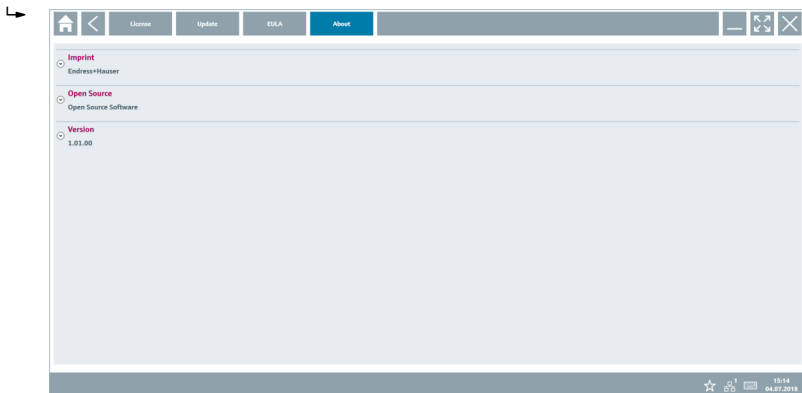 License Update EULA About
Imprint
Endress+Hauser
Open Source
Open Source Software
Version
1.01.00
1 15:14
04.07.2018